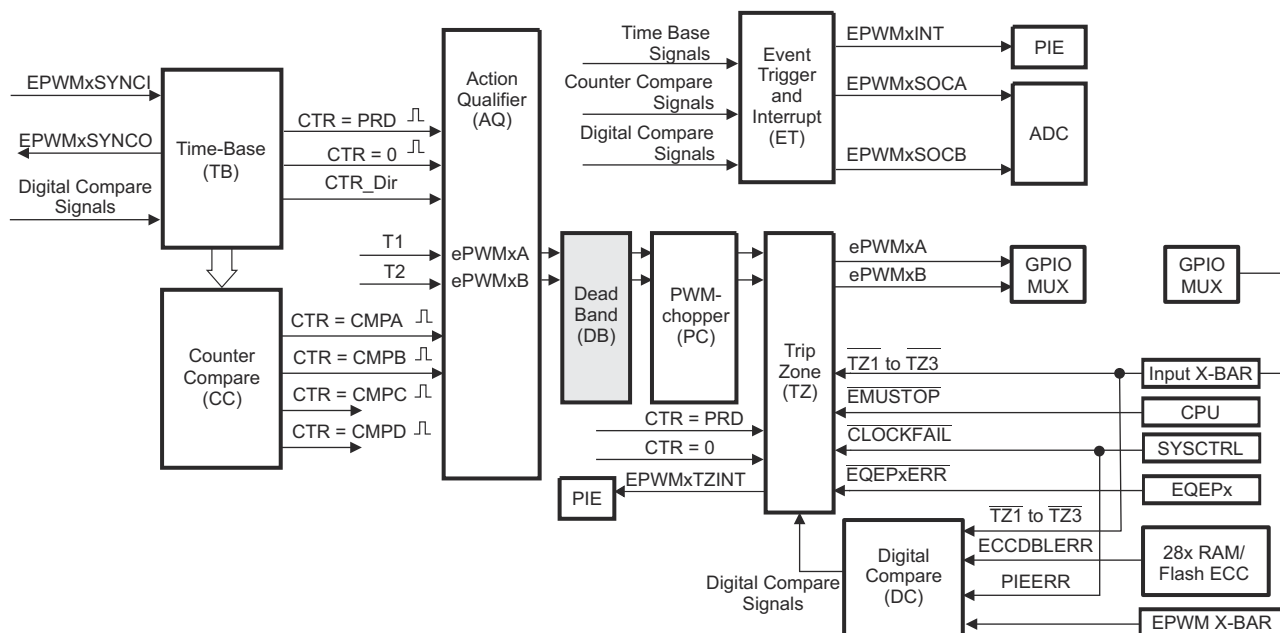 EPWMxSYNCI
EPWMxSYNCO
Digital Compare
Signals
Time-Base
(TB)
CTR = PRD
CTR = 0
CTR_Dir
T1
T2
Action
Qualifier
(AQ)
ePWMxA
ePWMxB
Counter
Compare
(CC)
CTR = CMPA
CTR = CMPB
CTR = CMPC
CTR = CMPD
Time Base
Signals
Counter Compare
Signals
Digital Compare
Signals
Event
Trigger
and
Interrupt
(ET)
EPWMxINT
EPWMxSOCA
EPWMxSOCB
PIE
ADC
Dead
Band
(DB)
PWM-
chopper
(PC)
Trip
Zone
(TZ)
ePWMxA
ePWMxB
GPIO
MUX
GPIO
MUX
TZ1 to TZ3
EMUSTOP
CLOCKFAIL
EQEPxERR
Input X-BAR
CPU
SYSCTRL
EQEPx
CTR = PRD
CTR = 0
EPWMxTZINT
PIE
TZ1 to TZ3
ECCDBLERR
PIEERR
28x RAM/
Flash ECC
EPWM X-BAR
Digital
Compare
(DC)
Digital Compare
Signals